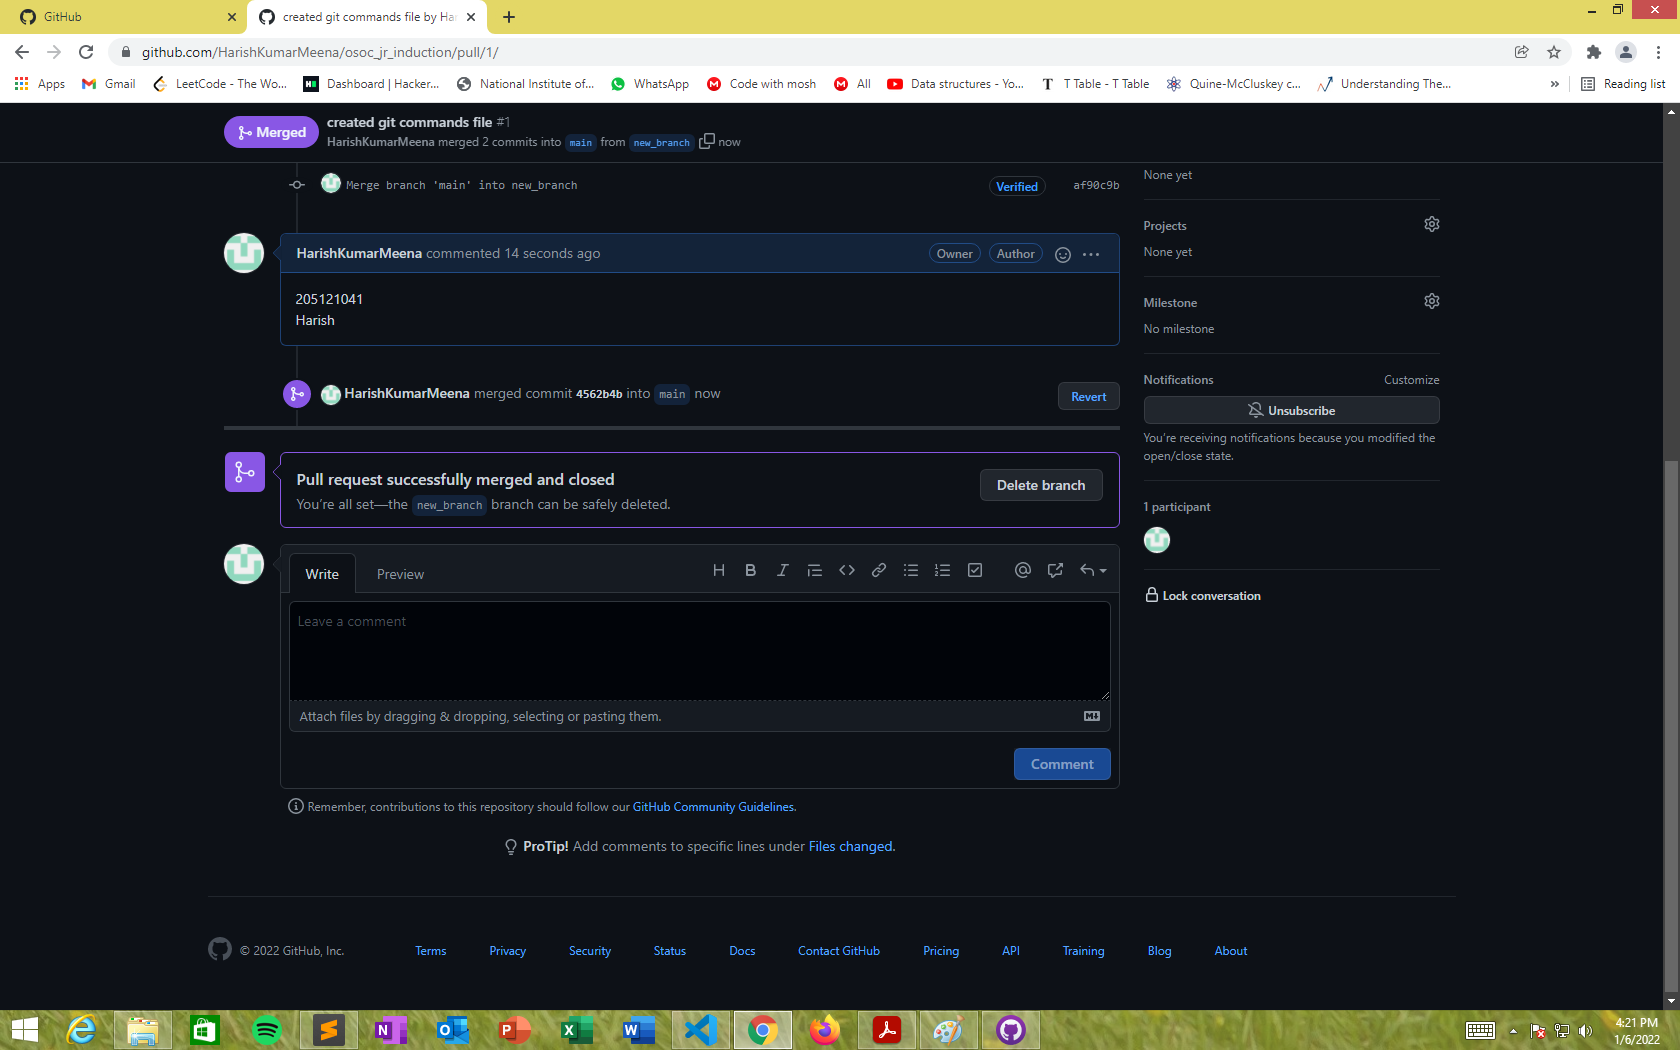 GitHub
created git commands file by Har
github.com/HarishKumarMeena/osoc_jr_induction/pull/1/
Apps
Gmail
LeetCode - The Wo...
Dashboard | Hacker...
National Institute of...
WhatsApp
Code with mosh
All
Data structures - Yo...
T Table - T Table
Quine-McCluskey c...
Understanding The...
»
Reading list
Merged
created git commands file #1
HarishKumarMeena merged 2 commits into main from new_branch now
Merge branch 'main' into new_branch
Verified
af90c9b
HarishKumarMeena commented 14 seconds ago
Owner
Author
205121041
Harish
HarishKumarMeena merged commit 4562b4b into main now
Revert
Pull request successfully merged and closed
You're all set—the new_branch branch can be safely deleted.
Delete branch
Write
Preview
Leave a comment
Attach files by dragging & dropping, selecting or pasting them.
Comment
Remember, contributions to this repository should follow our GitHub Community Guidelines.
ProTip! Add comments to specific lines under Files changed.
None yet
Projects
None yet
Milestone
No milestone
Notifications
Customize
Unsubscribe
You're receiving notifications because you modified the
open/close state.
1 participant
Lock conversation
© 2022 GitHub, Inc.
Terms
Privacy
Security
Status
Docs
Contact GitHub
Pricing
API
Training
Blog
About
4:21 PM
1/6/2022